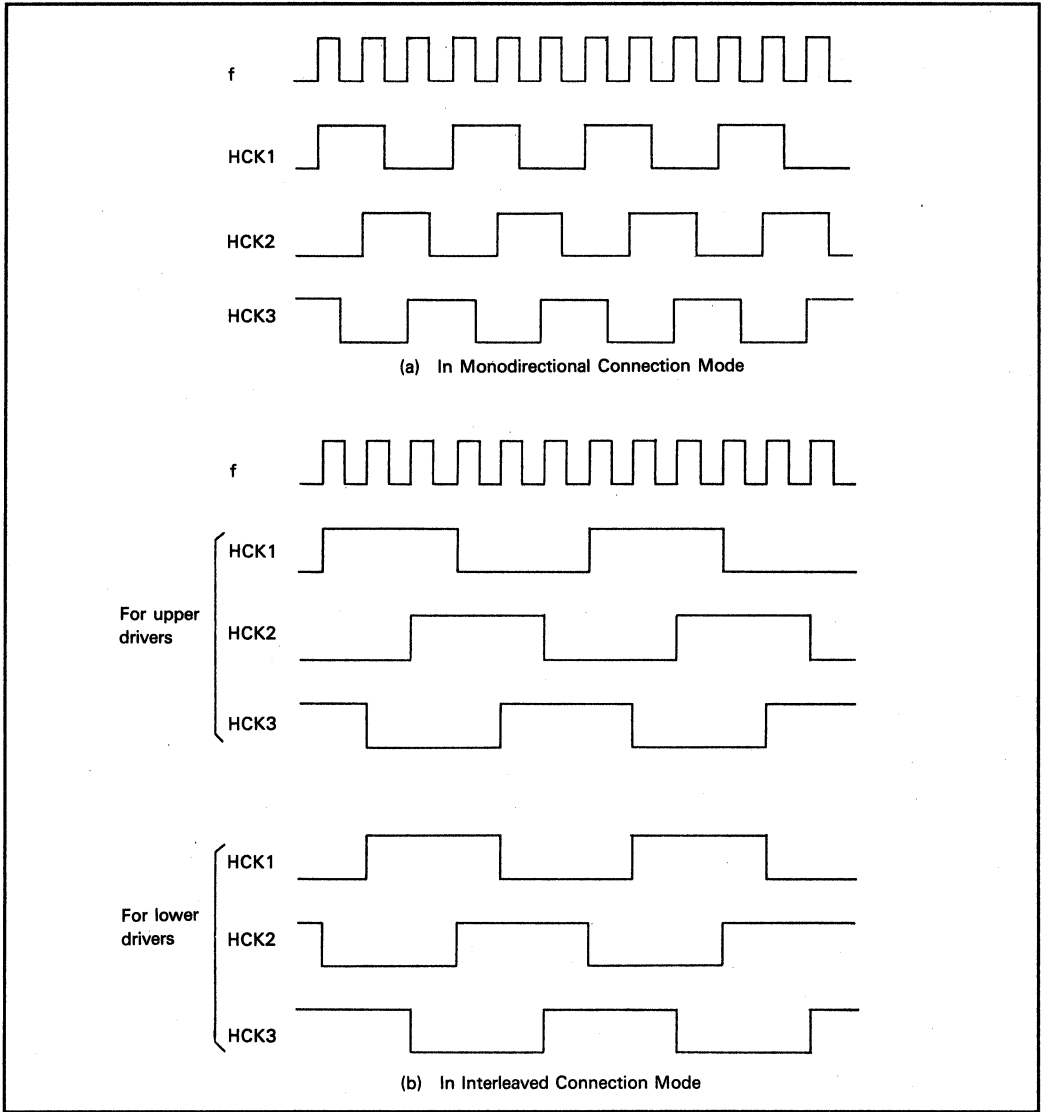 f
HCK1
HCK2
HCK3
(a) In Monodirectional Connection Mode
f
For upper
drivers
HCK1
HCK2
HCK3
For lower
drivers
HCK1
HCK2
HCK3
(b) In Interleaved Connection Mode